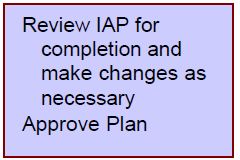 Review IAP for
completion and
make changes as
necessary
Approve Plan